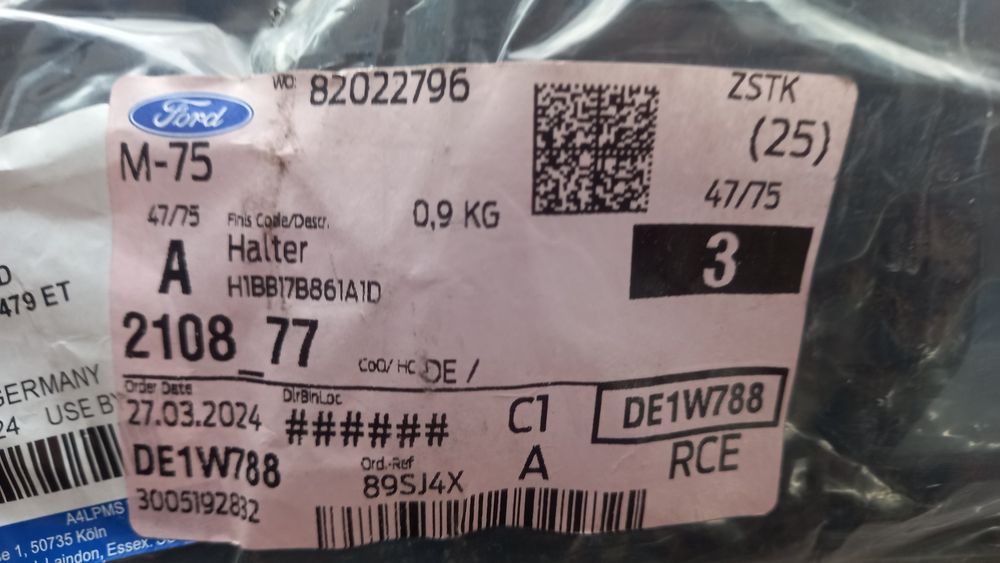 Ford
WO: 82022796
ZSTK
M-75
(25)
47/75
47/75
Finis Code/Descr.
0,9 KG
A
Halter
H1BB17B861A1D
3
2108_77
CoO/ HC DE /
Order Date
DlrBinLoc
27.03.2024
######
C1
DE1W788
DE1W788
Ord.-Ref
A
RCE
3005192832
89SJ4X
479 ET
GERMANY
24 USE BY
A4LPMS
1, 50735 Köln
Laindon, Essex.